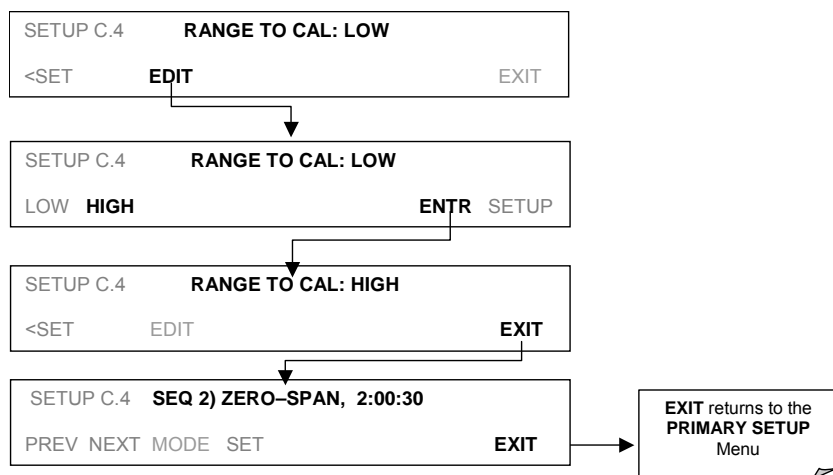 SETUP C.4 RANGE TO CAL: LOW
<SET EDIT EXIT
SETUP C.4 RANGE TO CAL: LOW
LOW HIGH ENTR SETUP
SETUP C.4 RANGE TO CAL: HIGH
<SET EDIT EXIT
SETUP C.4 SEQ 2) ZERO–SPAN, 2:00:30
PREV NEXT MODE SET EXIT
EXIT returns to the
PRIMARY SETUP
Menu